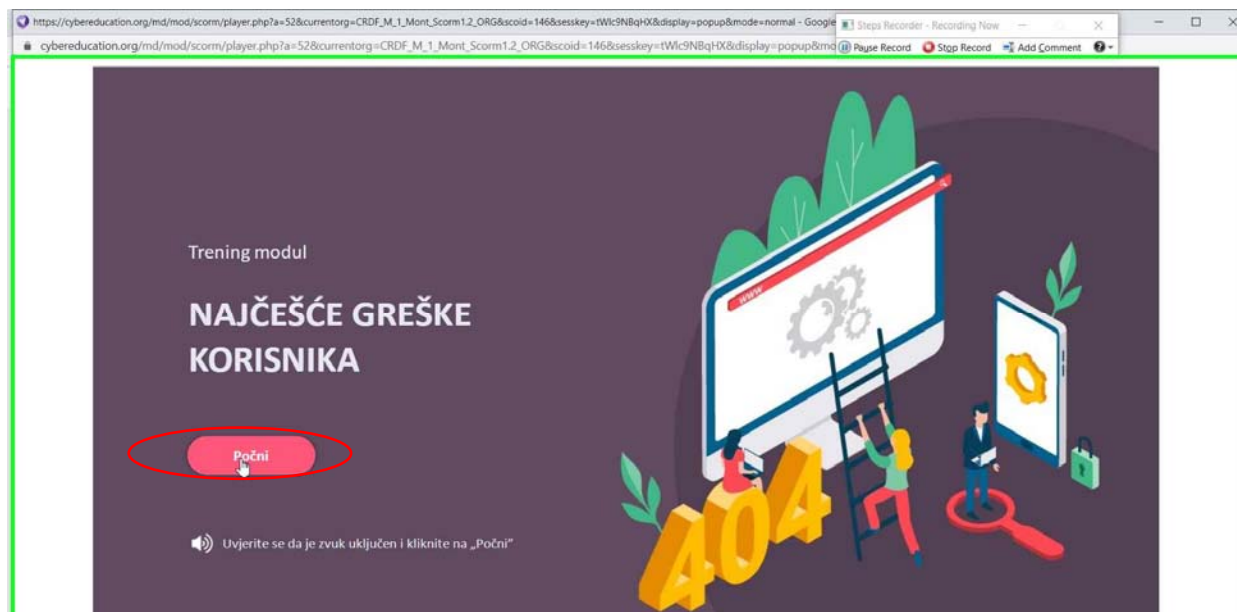 https://cybereducation.org/md/mod/scorm/player.php?a=52&currentorg=CRDF_M_1_Mont_Scorm1.2_ORG&scoid=146&sesskey=tWlc9NBqHX&display=popup&mode=normal - Google
Steps Recorder - Recording Now
cybereducation.org/md/mod/scorm/player.php?a=52&currentorg=CRDF_M_1_Mont_Scorm1.2_ORG&scoid=146&sesskey=tWlc9NBqHX&display=popup&mo
Pause Record Stop Record Add Comment
Trening modul
NAJČEŠĆE GREŠKE
KORISNIKA
Počni
Uvjerite se da je zvuk uključen i kliknite na „Počni“
WWW
404